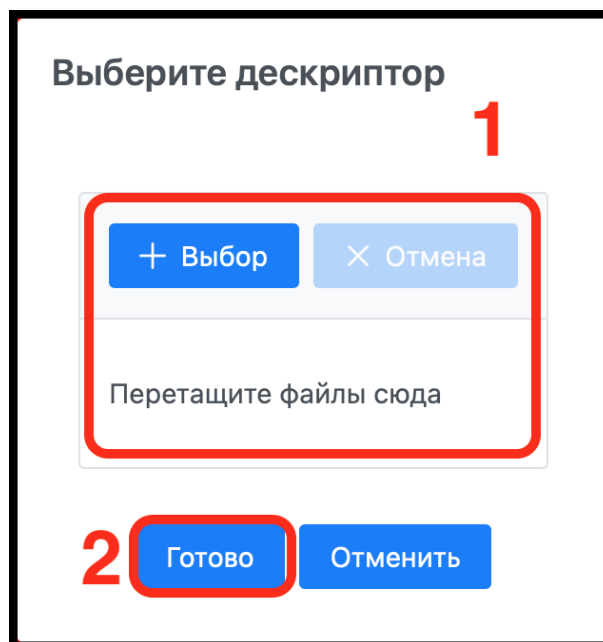 Выберите дескриптор
1
Выбор Отмена
Перетащите файлы сюда
2 Готово Отменить